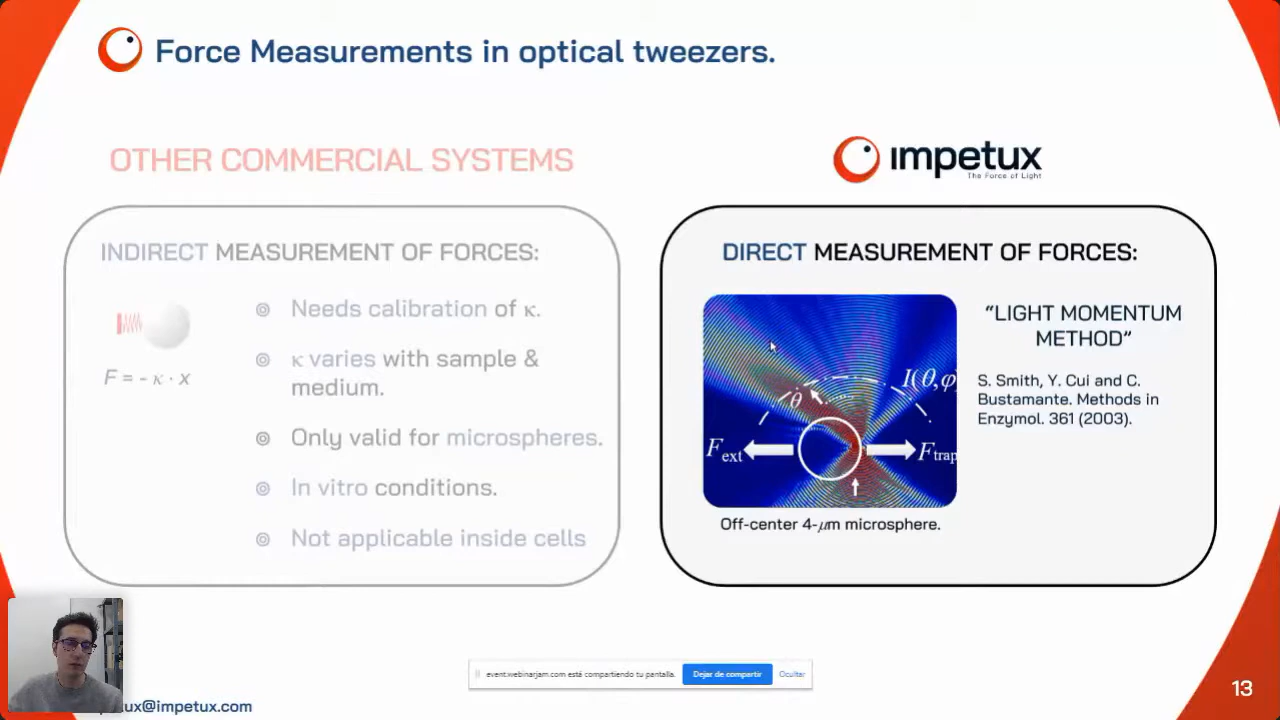 Force Measurements in optical tweezers.
OTHER COMMERCIAL SYSTEMS
INDIRECT MEASUREMENT OF FORCES:
F = - κ · x
Needs calibration of κ.
κ varies with sample &
medium.
Only valid for microspheres.
In vitro conditions.
Not applicable inside cells
impetux
The Force of Light
DIRECT MEASUREMENT OF FORCES:
I(θ,φ)
θ
F ext
F trap
Off-center 4-μm microsphere.
“LIGHT MOMENTUM
METHOD”
S. Smith, Y. Cui and C.
Bustamante. Methods in
Enzymol. 361 (2003).
event.webinarjam.com está compartiendo tu pantalla.
Dejar de compartir
Ocultar
tux@impetux.com
13